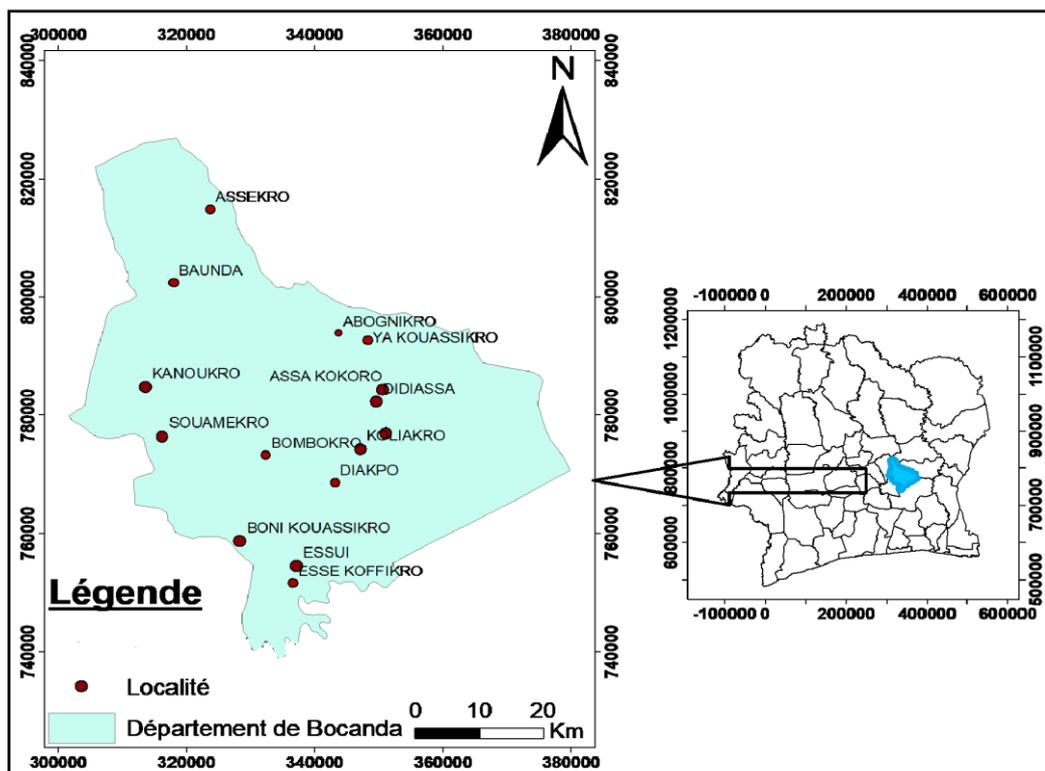 300000 320000 340000 360000 380000
840000
840000
N
820000
820000
ASSEKRO
BAUNDA
800000
800000
ABOGNIKRO
YA KOUASSIKRO
KANOUKRO
ASSA KOKORO
DIDIASSA
780000
780000
SOUAMEKRO
BOMBOKRO
KOLIAKRO
DIAKPO
760000
760000
BONI KOUASSIKRO
ESSUI
ESSE KOFFIKRO
Légende
740000
740000
Localité
Département de Bocanda
0 10 20
Km
300000 320000 340000 360000 380000
-100000 0 200000 400000 600000
1200000
1100000
1000000
900000
800000
700000
600000
500000
-100000 0 200000 400000 600000